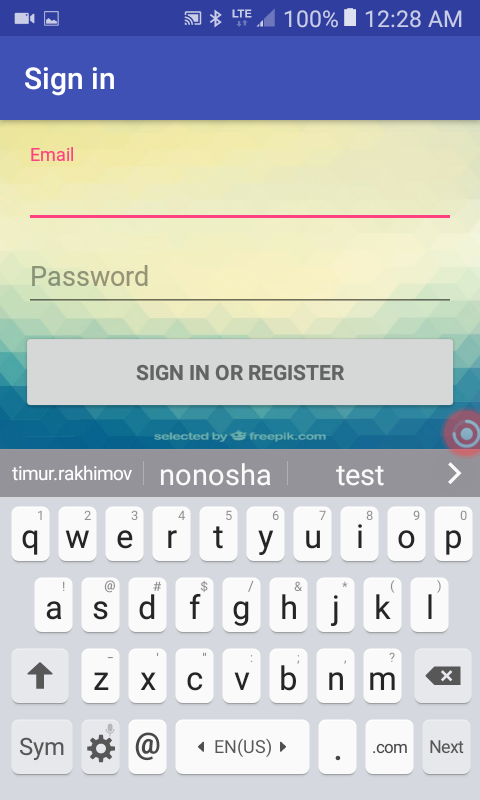 LTE 100% 12:28 AM
Sign in
Email
Password
SIGN IN OR REGISTER
selected by freepik.com
timur.rakhimov nonosha test
1 2 3 4 5 6 7 8 9 0
q w e r t y u i o p
! @ # $ / & * ( )
a s d f g h j k l
− ' " : ; , ?
z x c v b n m
Sym @ EN(US) . .com Next